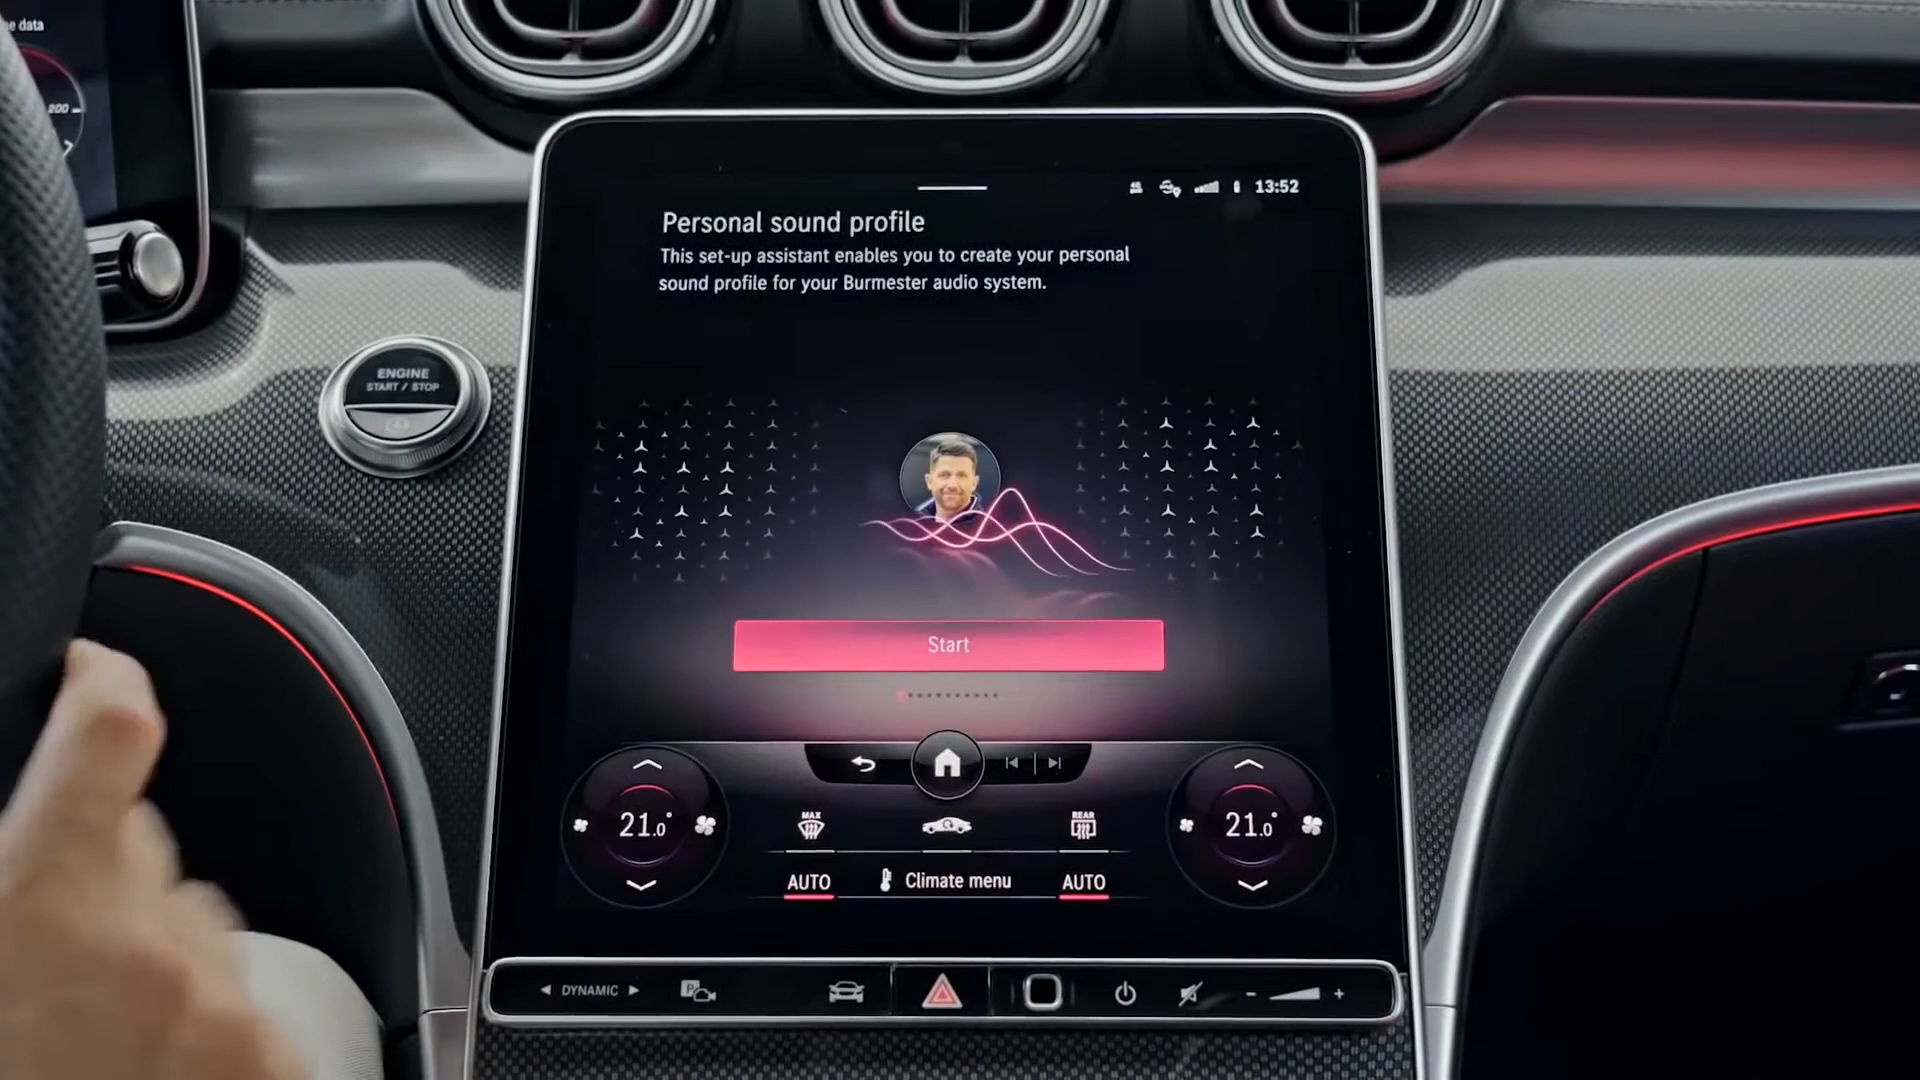 data
200
13:52
Personal sound profile
This set-up assistant enables you to create your personal
sound profile for your Burmester audio system.
ENGINE
START / STOP
Start
21.0°
MAX
REAR
21.0°
AUTO
Climate menu
AUTO
DYNAMIC
P
- +